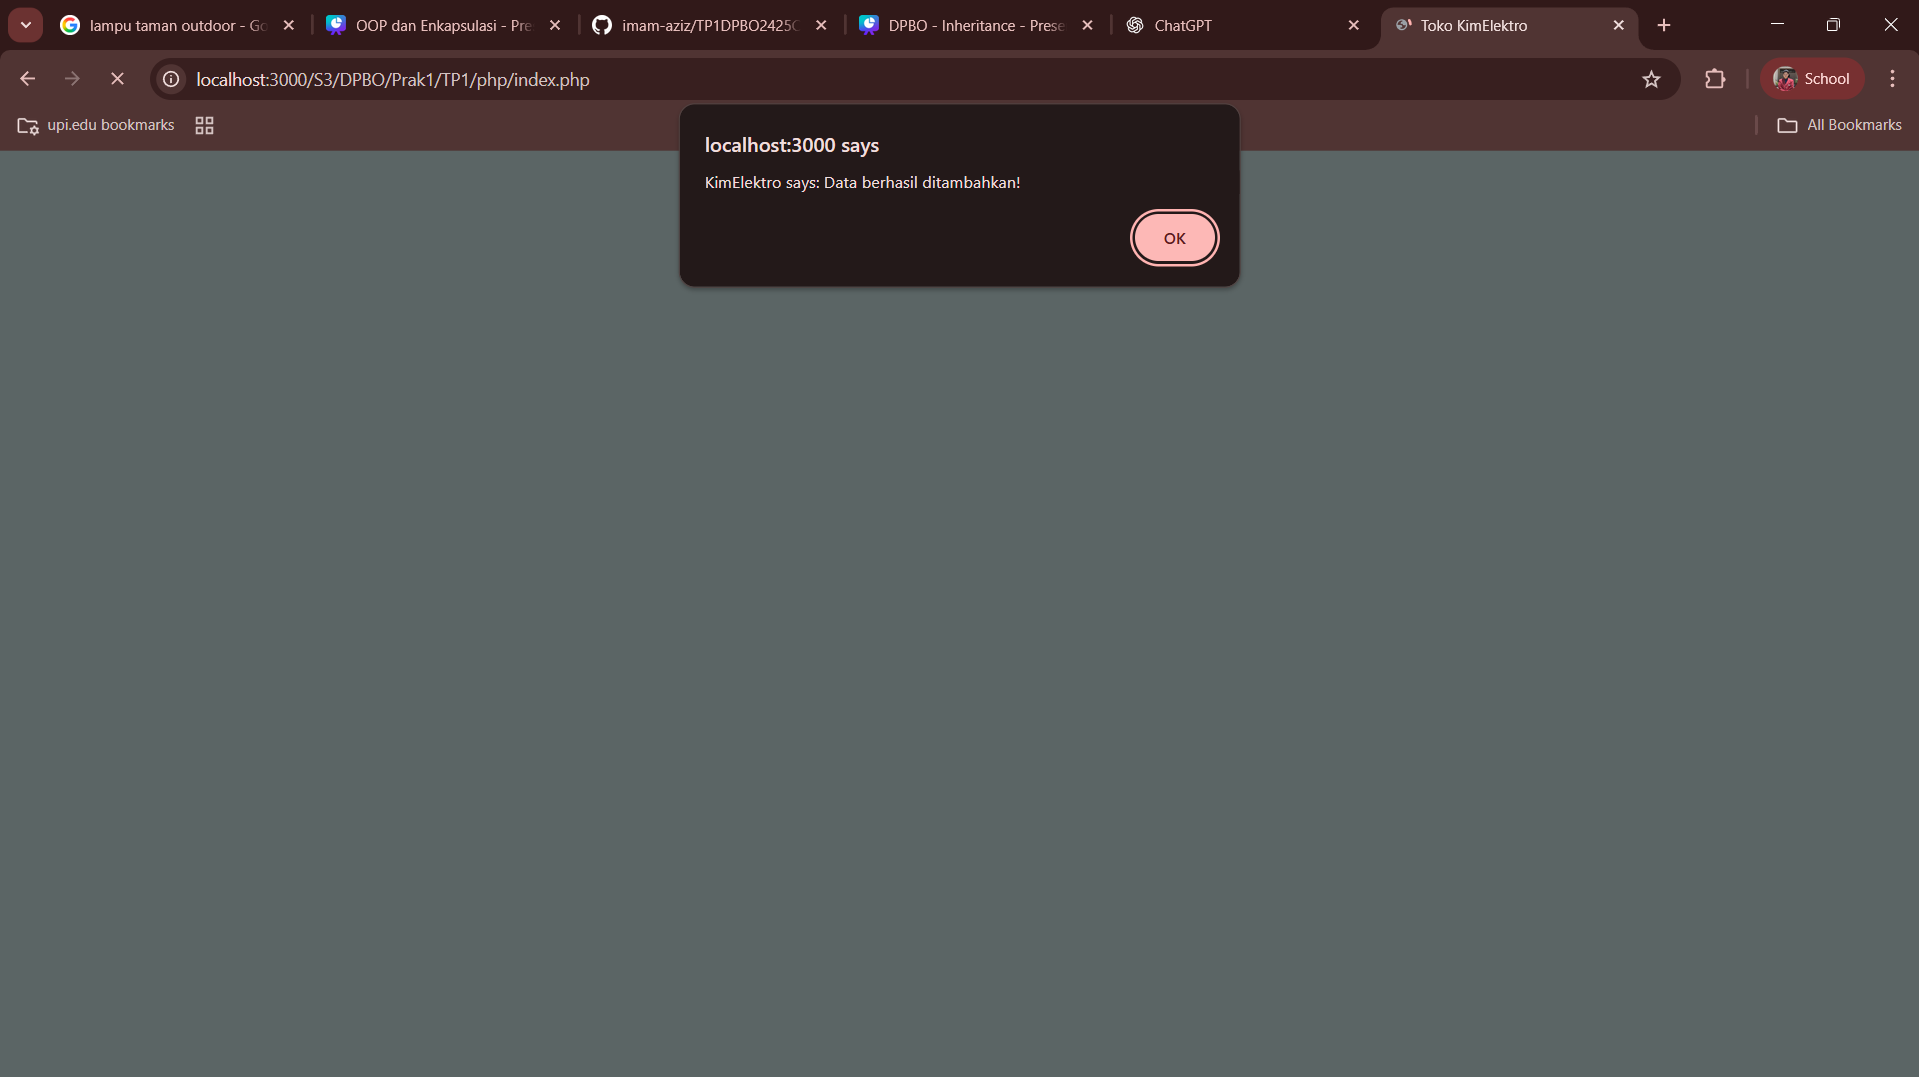 lampu taman outdoor - Go
OOP dan Enkapsulasi - Pre
imam-aziz/TP1DPBO2425C
DPBO - Inheritance - Prese
ChatGPT
Toko KimElektro
localhost:3000/S3/DPBO/Prak1/TP1/php/index.php
School
upi.edu bookmarks
All Bookmarks
localhost:3000 says
KimElektro says: Data berhasil ditambahkan!
OK